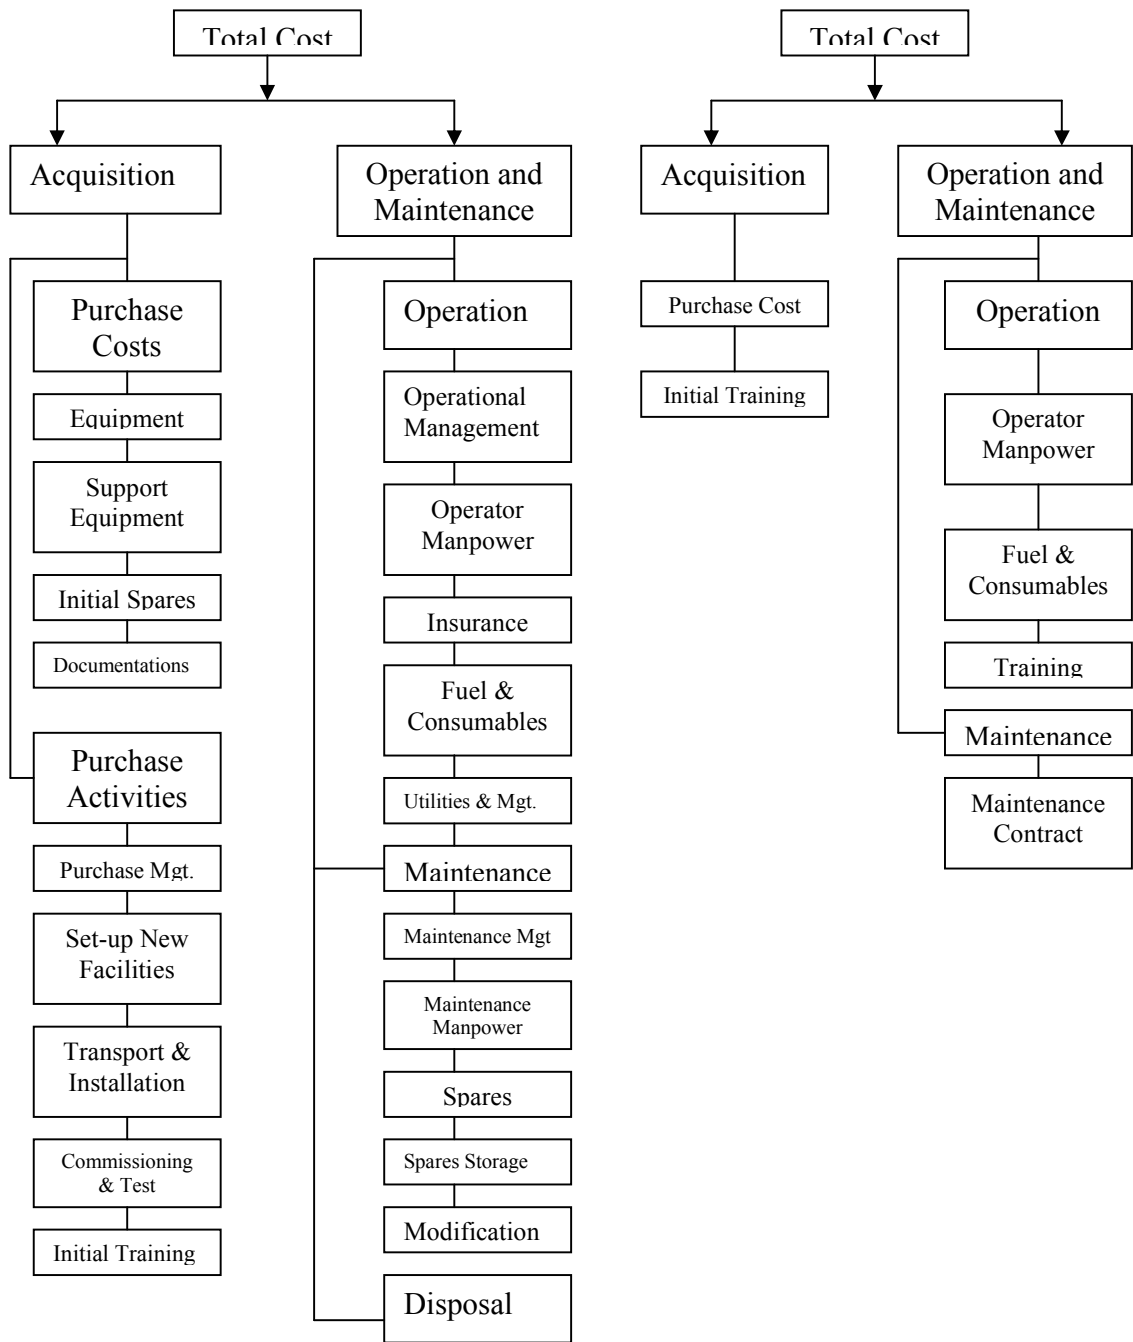 Total Cost
Acquisition
Purchase
Costs
Equipment
Support
Equipment
Initial Spares
Documentations
Purchase
Activities
Purchase Mgt.
Set-up New
Facilities
Transport &
Installation
Commissioning
& Test
Initial Training
Operation and
Maintenance
Operation
Operational
Management
Operator
Manpower
Insurance
Fuel &
Consumables
Utilities & Mgt.
Maintenance
Maintenance Mgt
Maintenance
Manpower
Spares
Spares Storage
Modification
Disposal
Total Cost
Acquisition
Purchase Cost
Initial Training
Operation and
Maintenance
Operation
Operator
Manpower
Fuel &
Consumables
Training
Maintenance
Maintenance
Contract